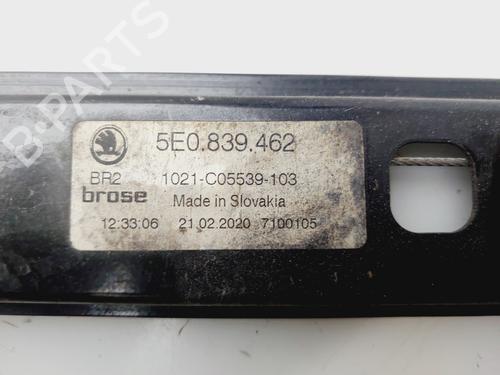 B-PARTS
5E0.839.462
BR2 1021-C05539-103
brose Made in Slovakia
12:33:06 21.02.2020 7100105